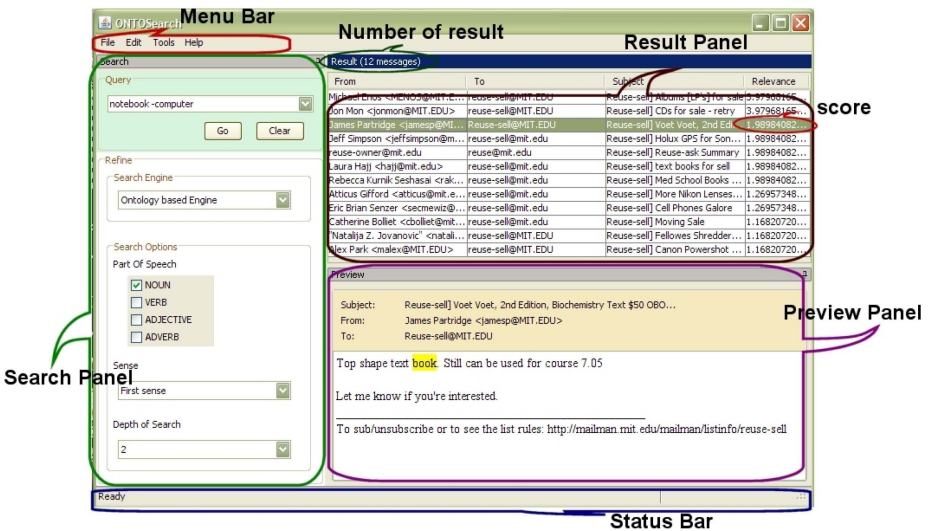 ONTOSearch
Menu Bar
File Edit Tools Help
Number of result
Result Panel
Search
Result (12 messages)
Query
From To Subject Relevance
notebook -computer
score
Go Clear
Michael Enos <MENOS@MIT.E... reuse-sell@MIT.EDU Reuse-sell] Albums [LP's] for sale 3.97968165...
Jon Mon <jonmon@MIT.EDU> reuse-sell@MIT.EDU Reuse-sell] CDs for sale - retry 3.97968165...
James Partridge <jamesp@MI... Reuse-sell@MIT.EDU Reuse-sell] Voet Voet, 2nd Edi... 1.98984082...
Jeff Simpson <jeffsimpson@m... reuse-sell@mit.edu Reuse-sell] Holux GPS for Son... 1.98984082...
reuse-owner@mit.edu reuse@mit.edu Reuse-sell] Reuse-ask Summary 1.98984082...
Laura Hajj <hajj@mit.edu> reuse-sell@mit.edu Reuse-sell] text books for sell 1.98984082...
Rebecca Kurnik Seshasai <rak... reuse-sell@mit.edu Reuse-sell] Med School Books ... 1.98984082...
Atticus Gifford <atticus@mit.e... reuse-sell@mit.edu Reuse-sell] More Nikon Lenses... 1.26957348...
Eric Brian Senzer <secmewiz@... reuse-sell@mit.edu Reuse-sell] Cell Phones Galore 1.26957348...
Catherine Bolliet <cbolliet@mit... reuse-sell@mit.edu Reuse-sell] Moving Sale 1.16820720...
"Natalija Z. Jovanovic" <natali... reuse-sell@MIT.EDU Reuse-sell] Fellowes Shredder... 1.16820720...
Alex Park <malex@MIT.EDU> reuse-sell@MIT.EDU Reuse-sell] Canon Powershot ... 1.16820720...
Refine
Search Engine
Ontology based Engine
Search Options
Part Of Speech
NOUN
VERB
ADJECTIVE
ADVERB
Sense
First sense
Depth of Search
2
Search Panel
Preview
Subject: Reuse-sell] Voet Voet, 2nd Edition, Biochemistry Text $50 OBO...
From: James Partridge <jamesp@MIT.EDU>
To: Reuse-sell@MIT.EDU
Preview Panel
Top shape text book. Still can be used for course 7.05
Let me know if you're interested.
To sub/unsubscribe or to see the list rules: http://mailman.mit.edu/mailman/listinfo/reuse-sell
Ready
Status Bar